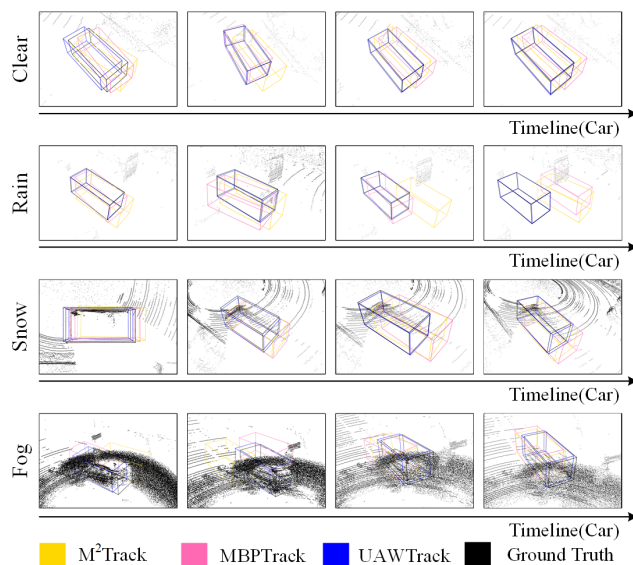 Clear
Timeline(Car)
Rain
Timeline(Car)
Snow
Timeline(Car)
Fog
Timeline(Car)
M²Track MBPTrack UAWTrack Ground Truth